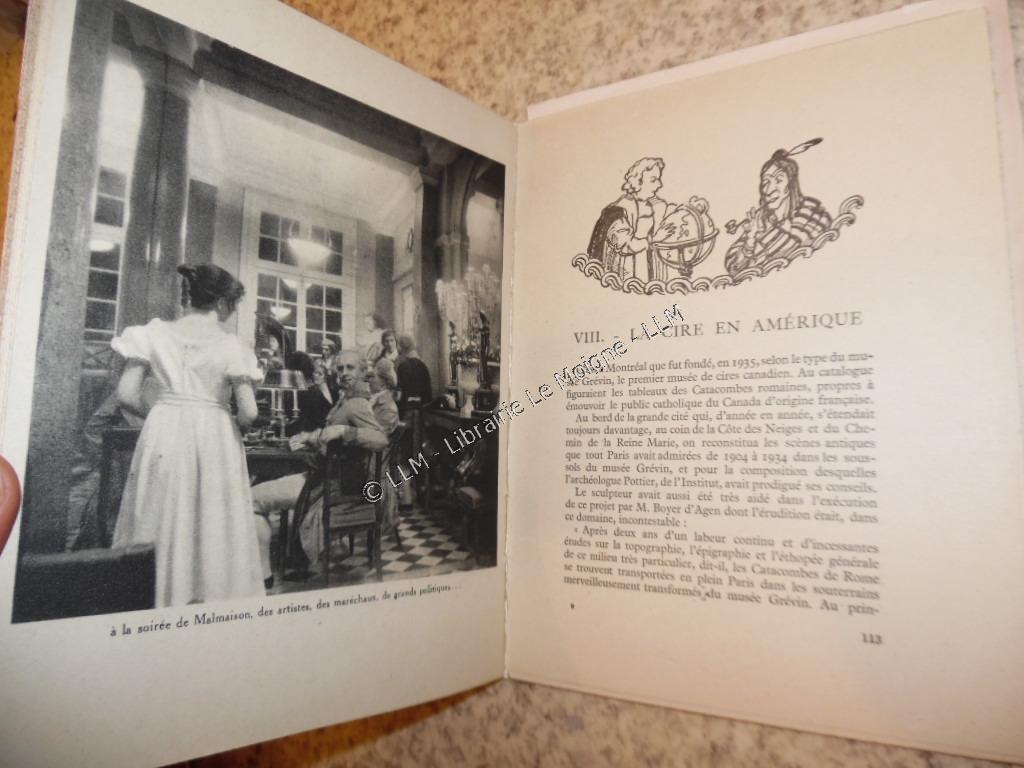 à la soirée de Malmaison, des artistes, des maréchaux, de grands politiques...
VIII. - LA CIRE EN AMÉRIQUE
Montréal que fut fondé, en 1935, selon le type du mu-
Grévin, le premier musée de cires canadien. Au catalogue
figuraient les tableaux des Catacombes romaines, propres à
émouvoir le public catholique du Canada d'origine française.
Au bord de la grande cité qui, d'année en année, s'étendait
toujours davantage, au coin de la Côte des Neiges et du Che-
min de la Reine Marie, on reconstitua les scènes antiques
que tout Paris avait admirées de 1904 à 1934 dans les sous-
sols du musée Grévin, et pour la composition desquelles
l'archéologue Pottier, de l'Institut, avait prodigué ses conseils.
Le sculpteur avait aussi été très aidé dans l'exécution
de ce projet par M. Boyer d'Agen dont l'érudition était, dans
ce domaine, incontestable :
« Après deux ans d'un labeur continu et d'incessantes
études sur la topographie, l'épigraphie et l'éthopée générale
de ce milieu très particulier, dit-il, les Catacombes de Rome
se trouvent transportées en plein Paris dans les souterrains
merveilleusement transformés du musée Grévin. Au prin-
113
© LLM - Librairie Le Moigne - LLM